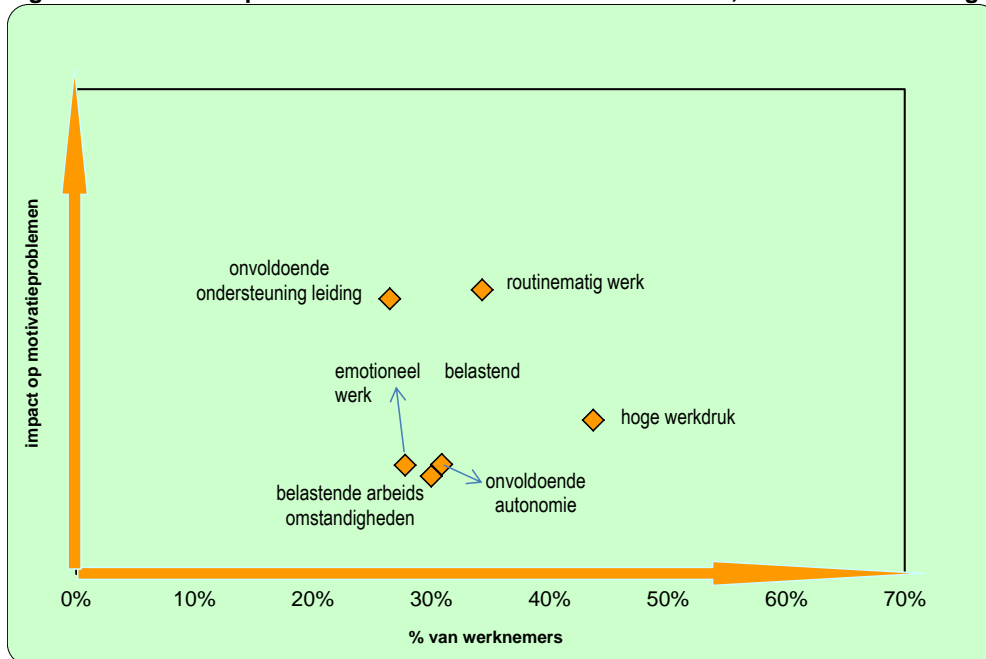 impact op motivatieproblemen
onvoldoende
ondersteuning leiding
routinematig werk
emotioneel belastend
werk
hoge werkdruk
belastende arbeids
omstandigheden
onvoldoende
autonomie
0% 10% 20% 30% 40% 50% 60% 70%
% van werknemers